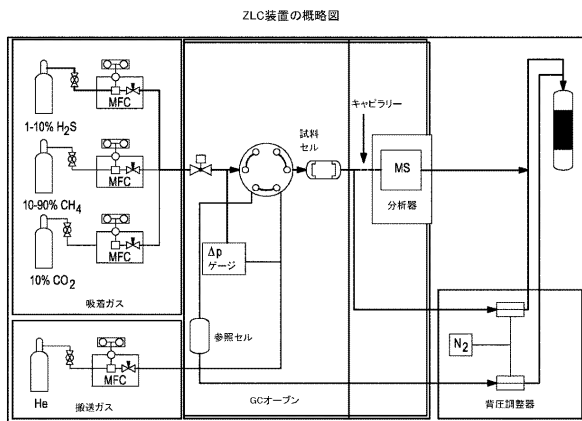 ZLC装置の概略図
1-10% H₂S
MFC
10-90% CH₄
MFC
10% CO₂
MFC
吸着ガス
He
MFC
搬送ガス
Δp
ゲージ
参照セル
GCオーブン
試料
セル
キャピラリー
MS
分析器
N₂
背圧調整器